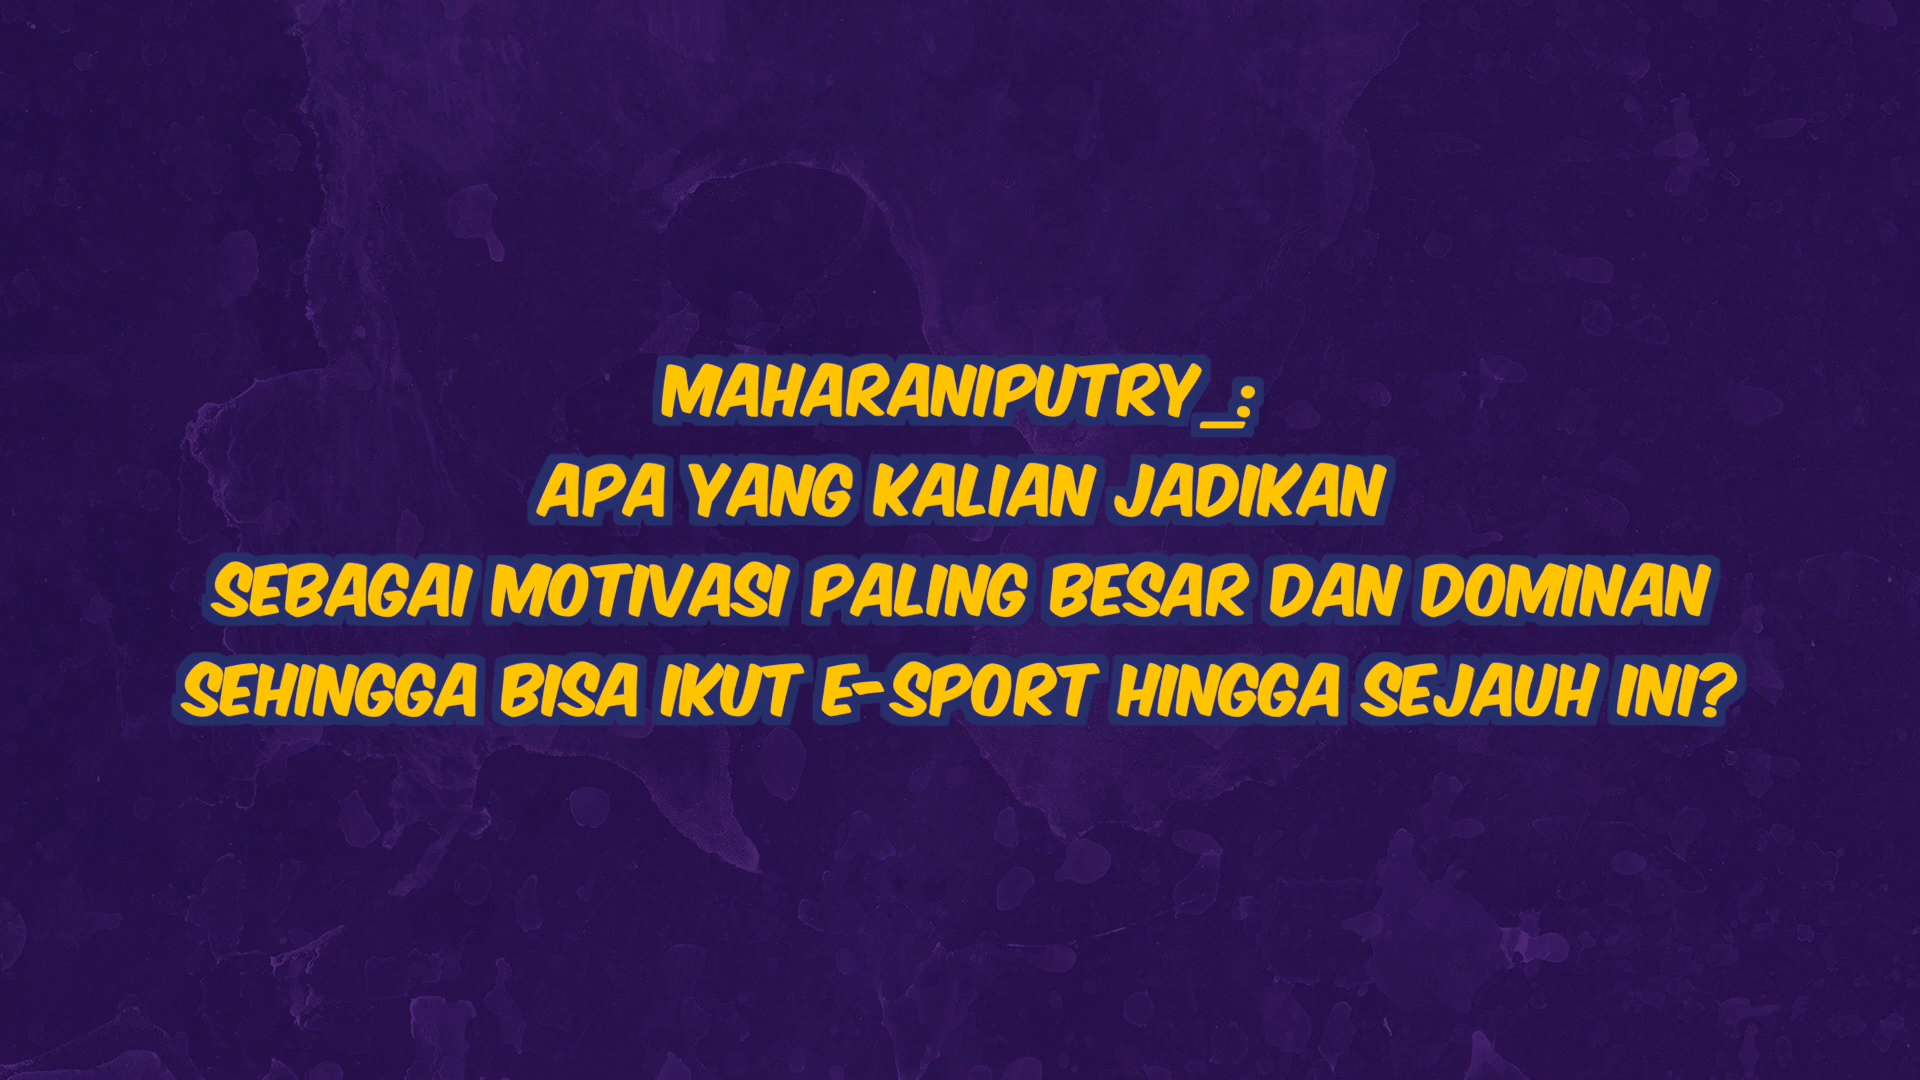 MAHARANIPUTRY_:
APA YANG KALIAN JADIKAN
SEBAGAI MOTIVASI PALING BESAR DAN DOMINAN
SEHINGGA BISA IKUT E-SPORT HINGGA SEJAUH INI?